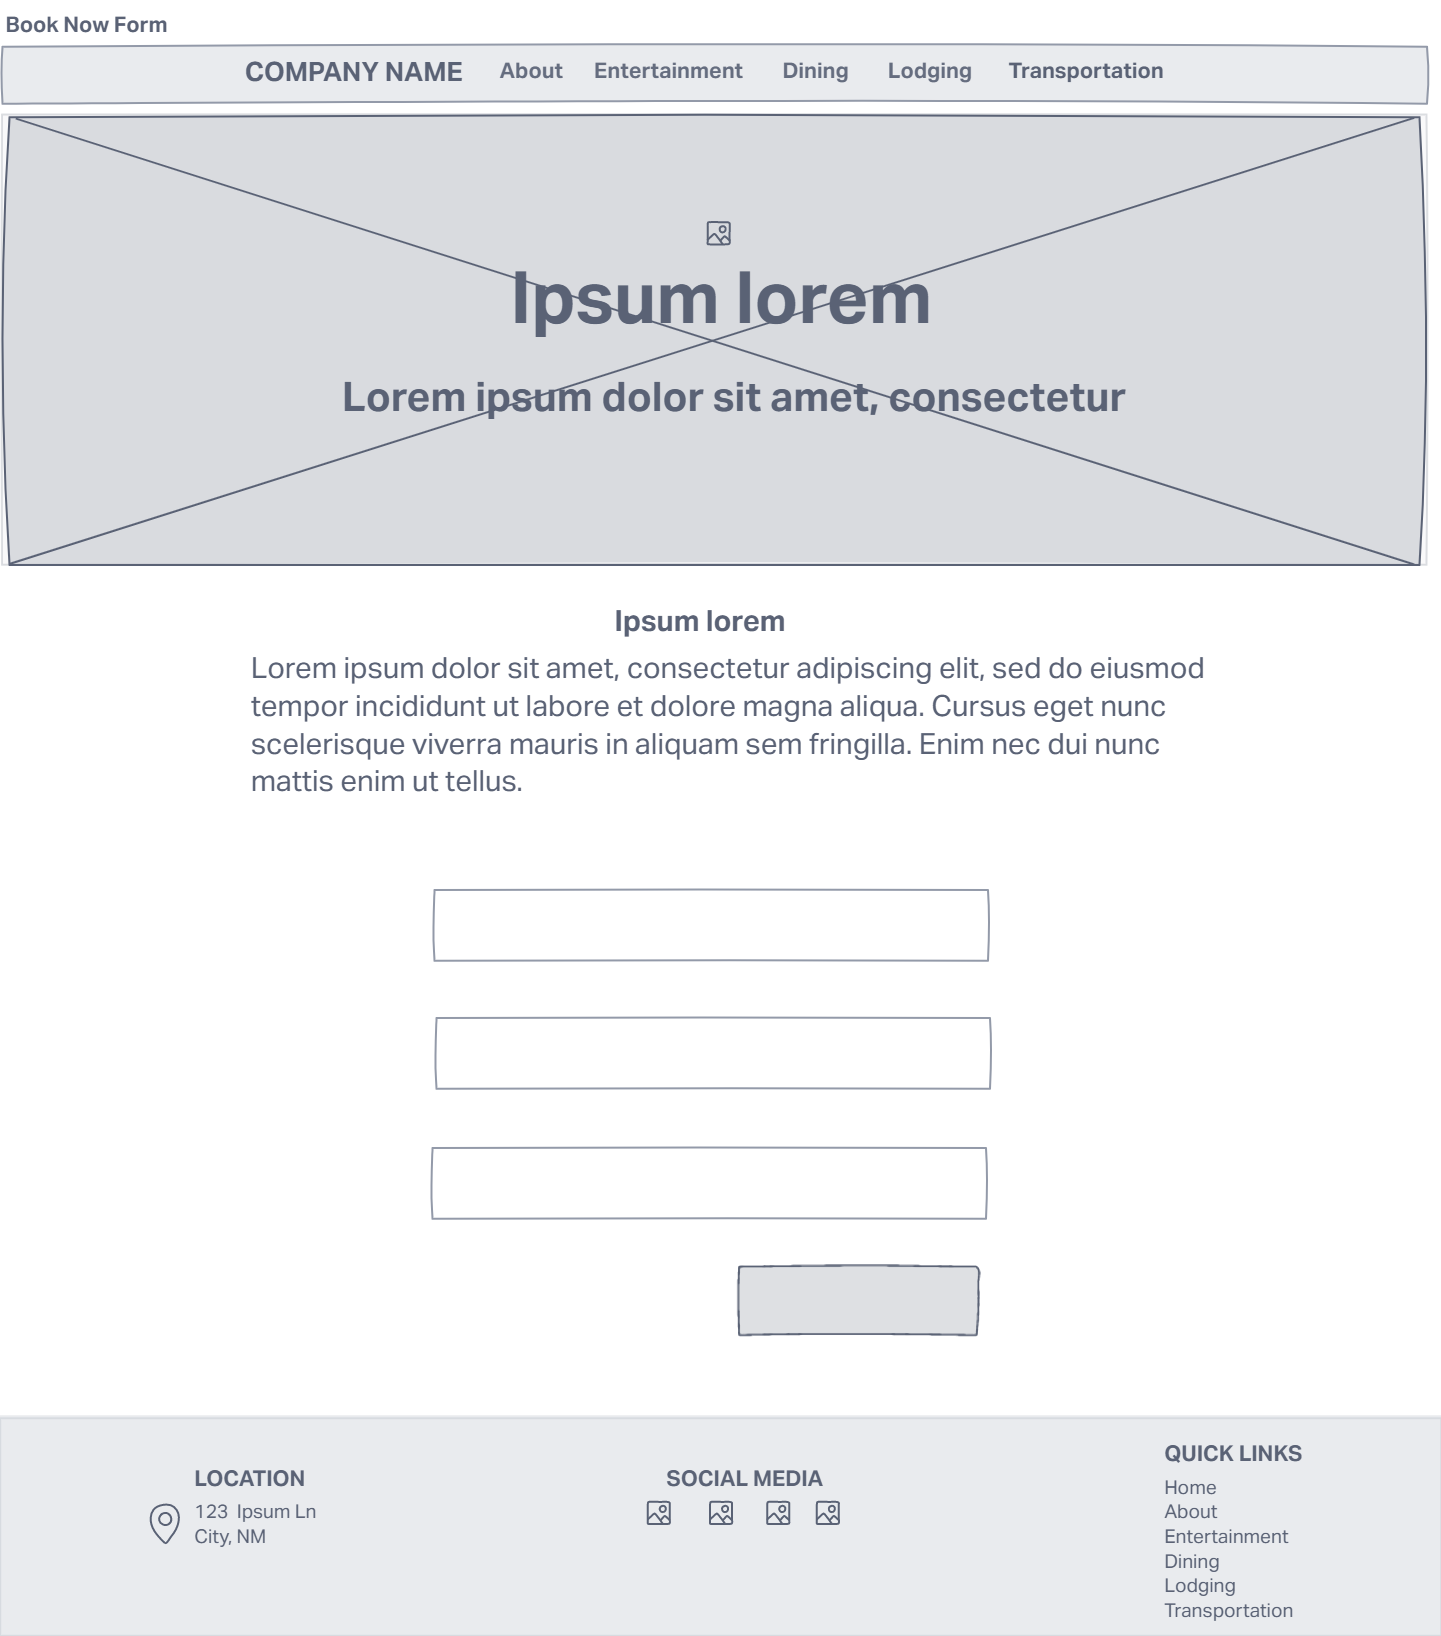 Book Now Form
COMPANY NAME About Entertainment Dining Lodging Transportation
Ipsum lorem
Lorem ipsum dolor sit amet, consectetur
Ipsum lorem
Lorem ipsum dolor sit amet, consectetur adipiscing elit, sed do eiusmod
tempor incididunt ut labore et dolore magna aliqua. Cursus eget nunc
scelerisque viverra mauris in aliquam sem fringilla. Enim nec dui nunc
mattis enim ut tellus.
LOCATION
123 Ipsum Ln
City, NM
SOCIAL MEDIA
QUICK LINKS
Home
About
Entertainment
Dining
Lodging
Transportation